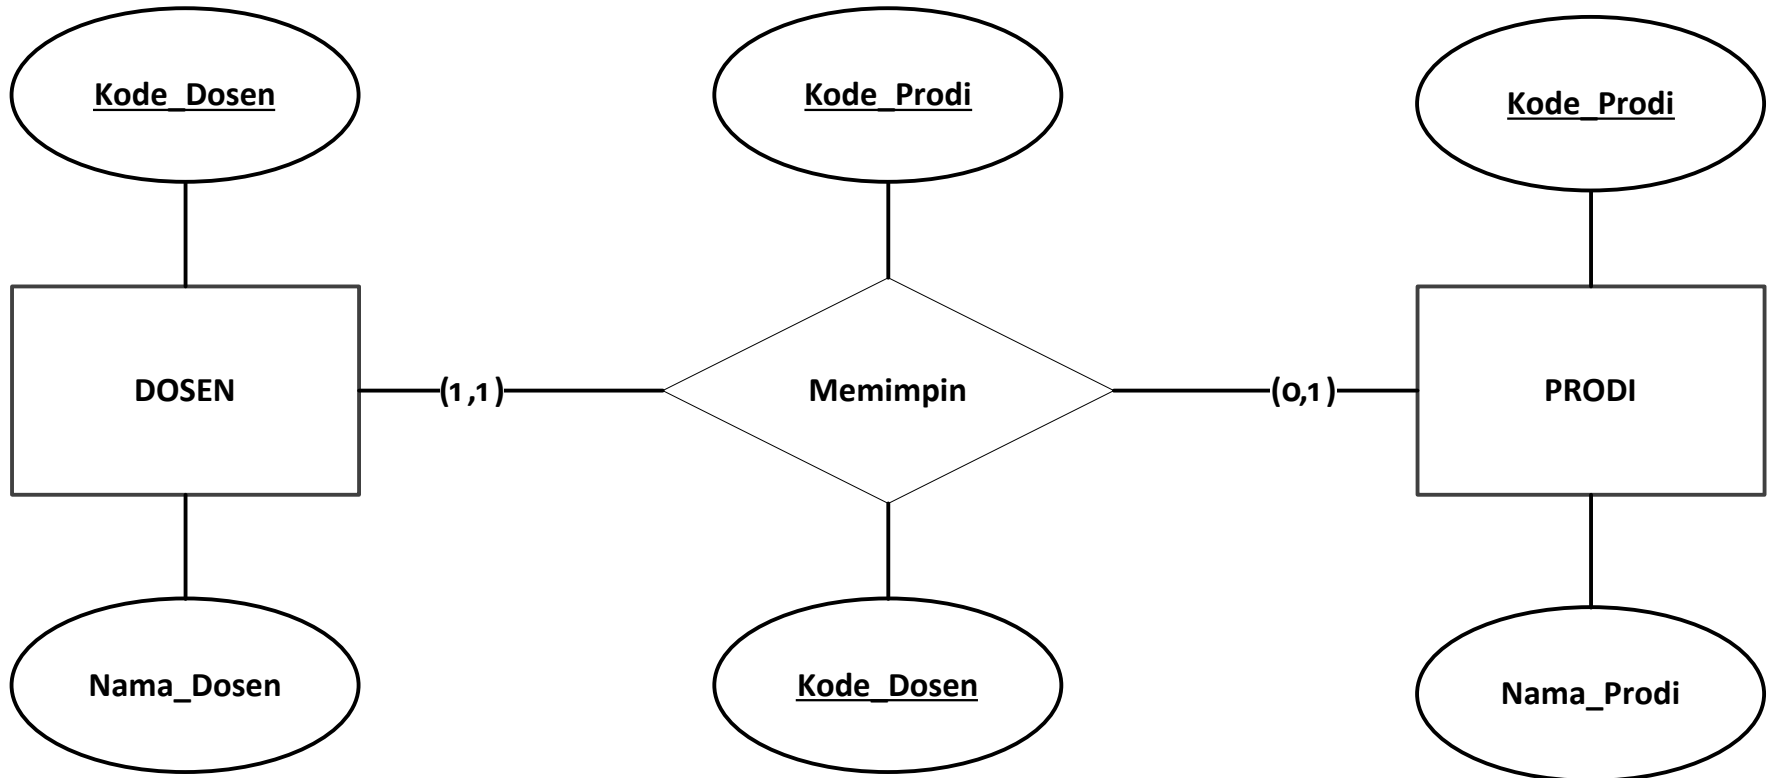 Kode_Dosen
Kode_Prodi
Kode_Prodi
DOSEN
(1,1)
Memimpin
(0,1)
PRODI
Nama_Dosen
Kode_Dosen
Nama_Prodi